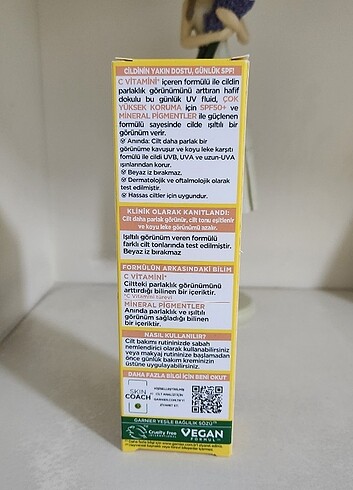 CİLDİNİN YAKIN DOSTU, GÜNLÜK SPF!
C VİTAMİNİ* içeren formülü ile cildin
parlaklık görünümünü arttıran hafif
dokulu bu günlük UV fluid, ÇOK
YÜKSEK KORUMA için SPF50+ ve
MİNERAL PİGMENTLER ile güçlenen
formülü sayesinde cilde ışıltılı bir
görünüm verir.
Anında: Cilt daha parlak bir
görünüme kavuşur ve koyu leke karşıtı
formülü ile cildi UVB, UVA ve uzun-UVA
ışınlarından korur.
Beyaz iz bırakmaz.
Dermatolojik ve oftalmolojik olarak
test edilmiştir.
Hassas ciltler için uygundur.
KLİNİK OLARAK KANITLANDI:
Cilt daha parlak görünür, cilt tonu eşitlenir
ve koyu leke görünümü azalır.
Işıltılı görünüm veren formülü
farklı cilt tonlarında test edilmiştir.
Beyaz iz bırakmaz
FORMÜLÜN ARKASINDAKİ BİLİM
C VİTAMİNİ*
Ciltteki parlaklık görünümünü
arttırdığı bilinen bir içeriktir.
*C Vitamini türevi
MİNERAL PİGMENTLER
Anında parlaklık ve ışıltılı
görünüm sağladığı bilinen
bir içeriktir.
NASIL KULLANILIR?
Cilt bakımı rutininizde sabah
nemlendirici olarak kullanabilirsiniz
veya makyaj rutininize başlamadan
önce günlük bakım kreminizin
üstüne uygulayabilirsiniz.
DAHA FAZLA BİLGİ İÇİN BENİ OKUT
SKIN
COACH
GARNIER YEŞİLE BAĞLILIK SÖZÜ
Cruelty Free
INTERNATIONAL
VEGAN
FORMÜL